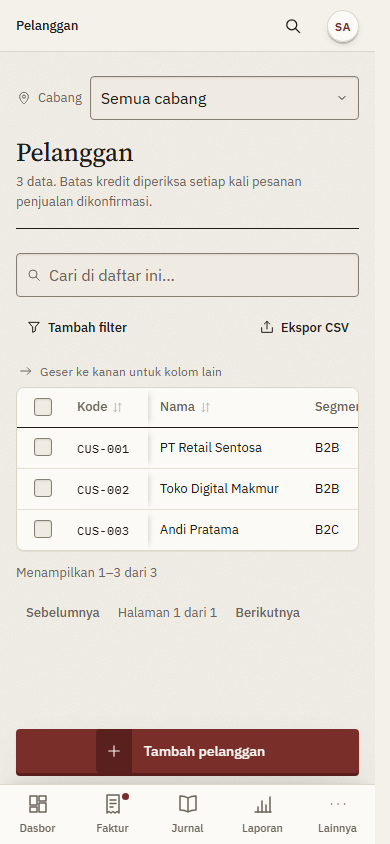 Pelanggan
SA
Cabang
Semua cabang
Pelanggan
3 data. Batas kredit diperiksa setiap kali pesanan
penjualan dikonfirmasi.
Cari di daftar ini...
Tambah filter
Ekspor CSV
Geser ke kanan untuk kolom lain
Kode Nama Segmen
CUS-001 PT Retail Sentosa B2B
CUS-002 Toko Digital Makmur B2B
CUS-003 Andi Pratama B2C
Menampilkan 1–3 dari 3
Sebelumnya Halaman 1 dari 1 Berikutnya
Tambah pelanggan
Dasbor Faktur Jurnal Laporan Lainnya